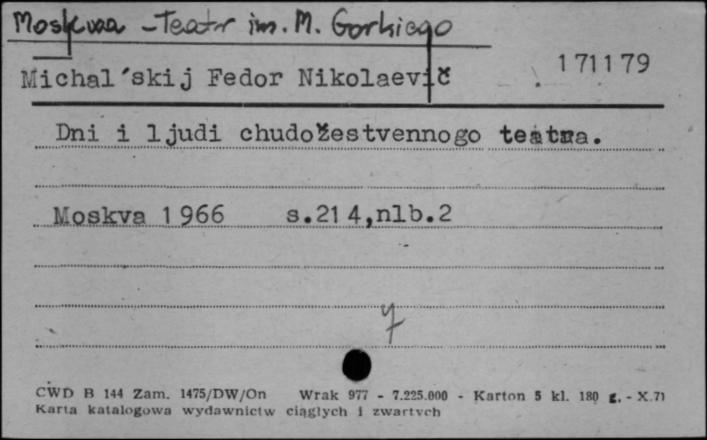 Moskwa - Teatr im. M. Gorkiego
Michal'skij Fedor Nikolaevič 171179
Dni i ljudi chudožestvennogo teatra.
Moskva 1966 s.214,nlb.2
7
CWD B 144 Zam. 1475/DW/On Wrak 977 - 7.225.000 - Karton 5 kl. 180 g. - X.71
Karta katalogowa wydawnictw ciągłych i zwartych